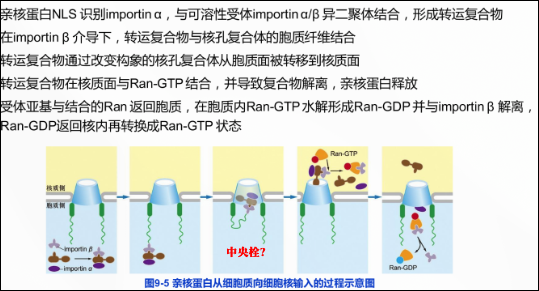 亲核蛋白NLS 识别importin α，与可溶性受体importin α/β 异二聚体结合，形成转运复合物
在importin β 介导下，转运复合物与核孔复合体的胞质纤维结合
转运复合物通过改变构象的核孔复合体从胞质面被转移到核质面
转运复合物在核质面与Ran-GTP 结合，并导致复合物解离，亲核蛋白释放
受体亚基与结合的Ran 返回胞质，在胞质内Ran-GTP 水解形成Ran-GDP 并与importin β 解离，
Ran-GDP返回核内再转换成Ran-GTP 状态
Ran-GTP
核质侧
胞质侧
importin β
importin α
中央栓?
Ran-GDP
图9-5 亲核蛋白从细胞质向细胞核输入的过程示意图